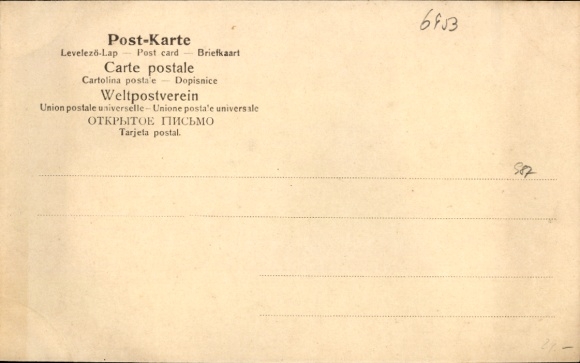 6453
Post-Karte
Levelező-Lap — Post card — Briefkaart
Carte postale
Cartolina postale — Dopisnice
Weltpostverein
Union postale universelle – Unione postale universale
ОТКРЫТОЕ ПИСЬМО
Tarjeta postal.
987